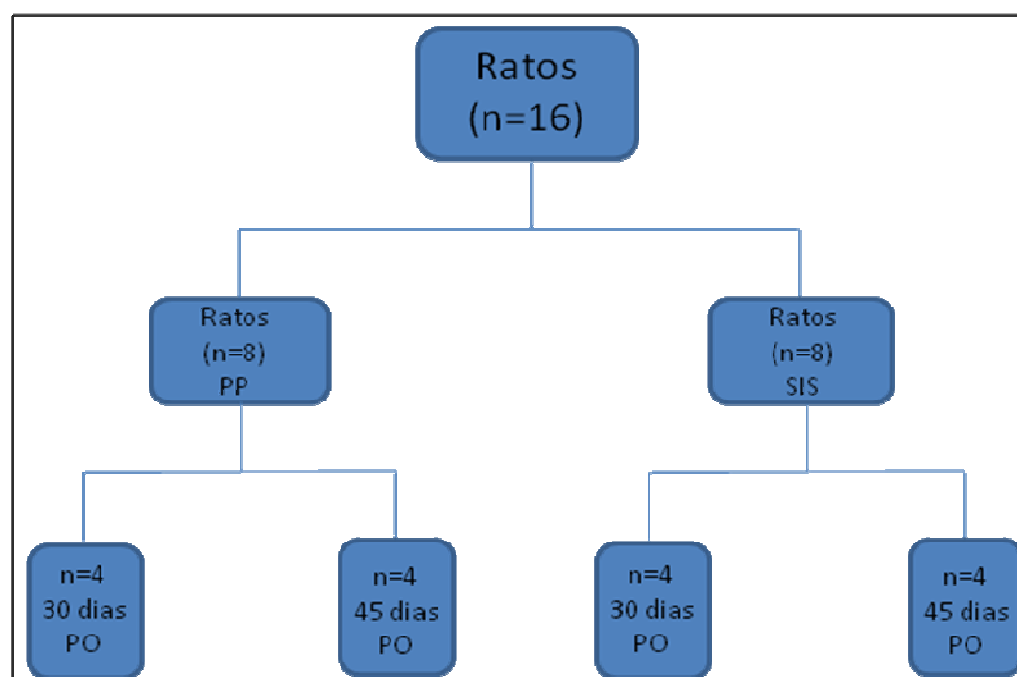 Ratos
(n=16)
Ratos
(n=8)
PP
Ratos
(n=8)
SIS
n=4
30 dias
PO
n=4
45 dias
PO
n=4
30 dias
PO
n=4
45 dias
PO